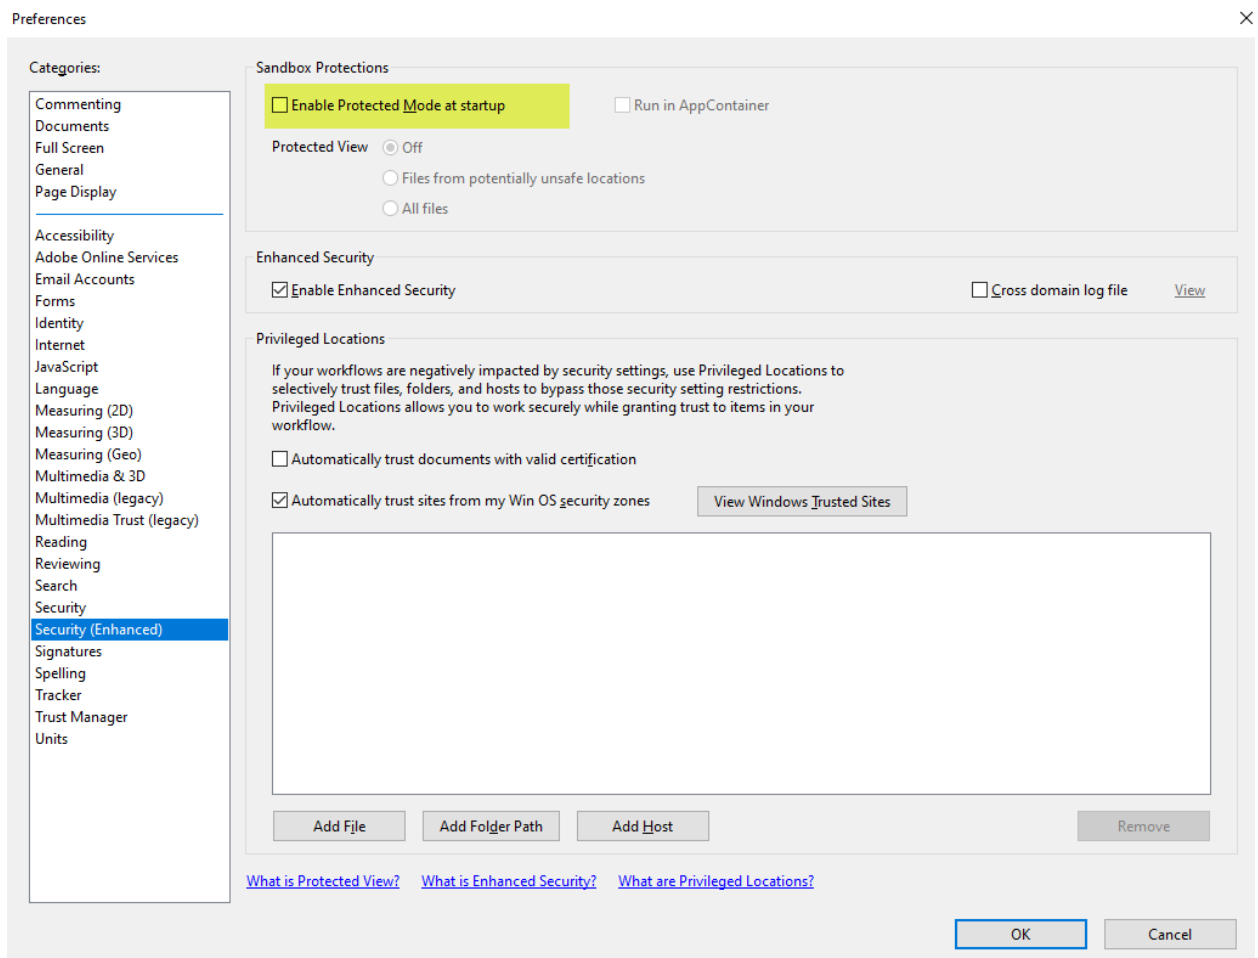 Preferences
Categories:
Commenting
Documents
Full Screen
General
Page Display
Accessibility
Adobe Online Services
Email Accounts
Forms
Identity
Internet
JavaScript
Language
Measuring (2D)
Measuring (3D)
Measuring (Geo)
Multimedia & 3D
Multimedia (legacy)
Multimedia Trust (legacy)
Reading
Reviewing
Search
Security
Security (Enhanced)
Signatures
Spelling
Tracker
Trust Manager
Units
Sandbox Protections
Enable Protected Mode at startup
Run in AppContainer
Protected View
Off
Files from potentially unsafe locations
All files
Enhanced Security
Enable Enhanced Security
Cross domain log file
View
Privileged Locations
If your workflows are negatively impacted by security settings, use Privileged Locations to
selectively trust files, folders, and hosts to bypass those security setting restrictions.
Privileged Locations allows you to work securely while granting trust to items in your
workflow.
Automatically trust documents with valid certification
Automatically trust sites from my Win OS security zones
View Windows Trusted Sites
Add File
Add Folder Path
Add Host
Remove
What is Protected View?
What is Enhanced Security?
What are Privileged Locations?
OK
Cancel